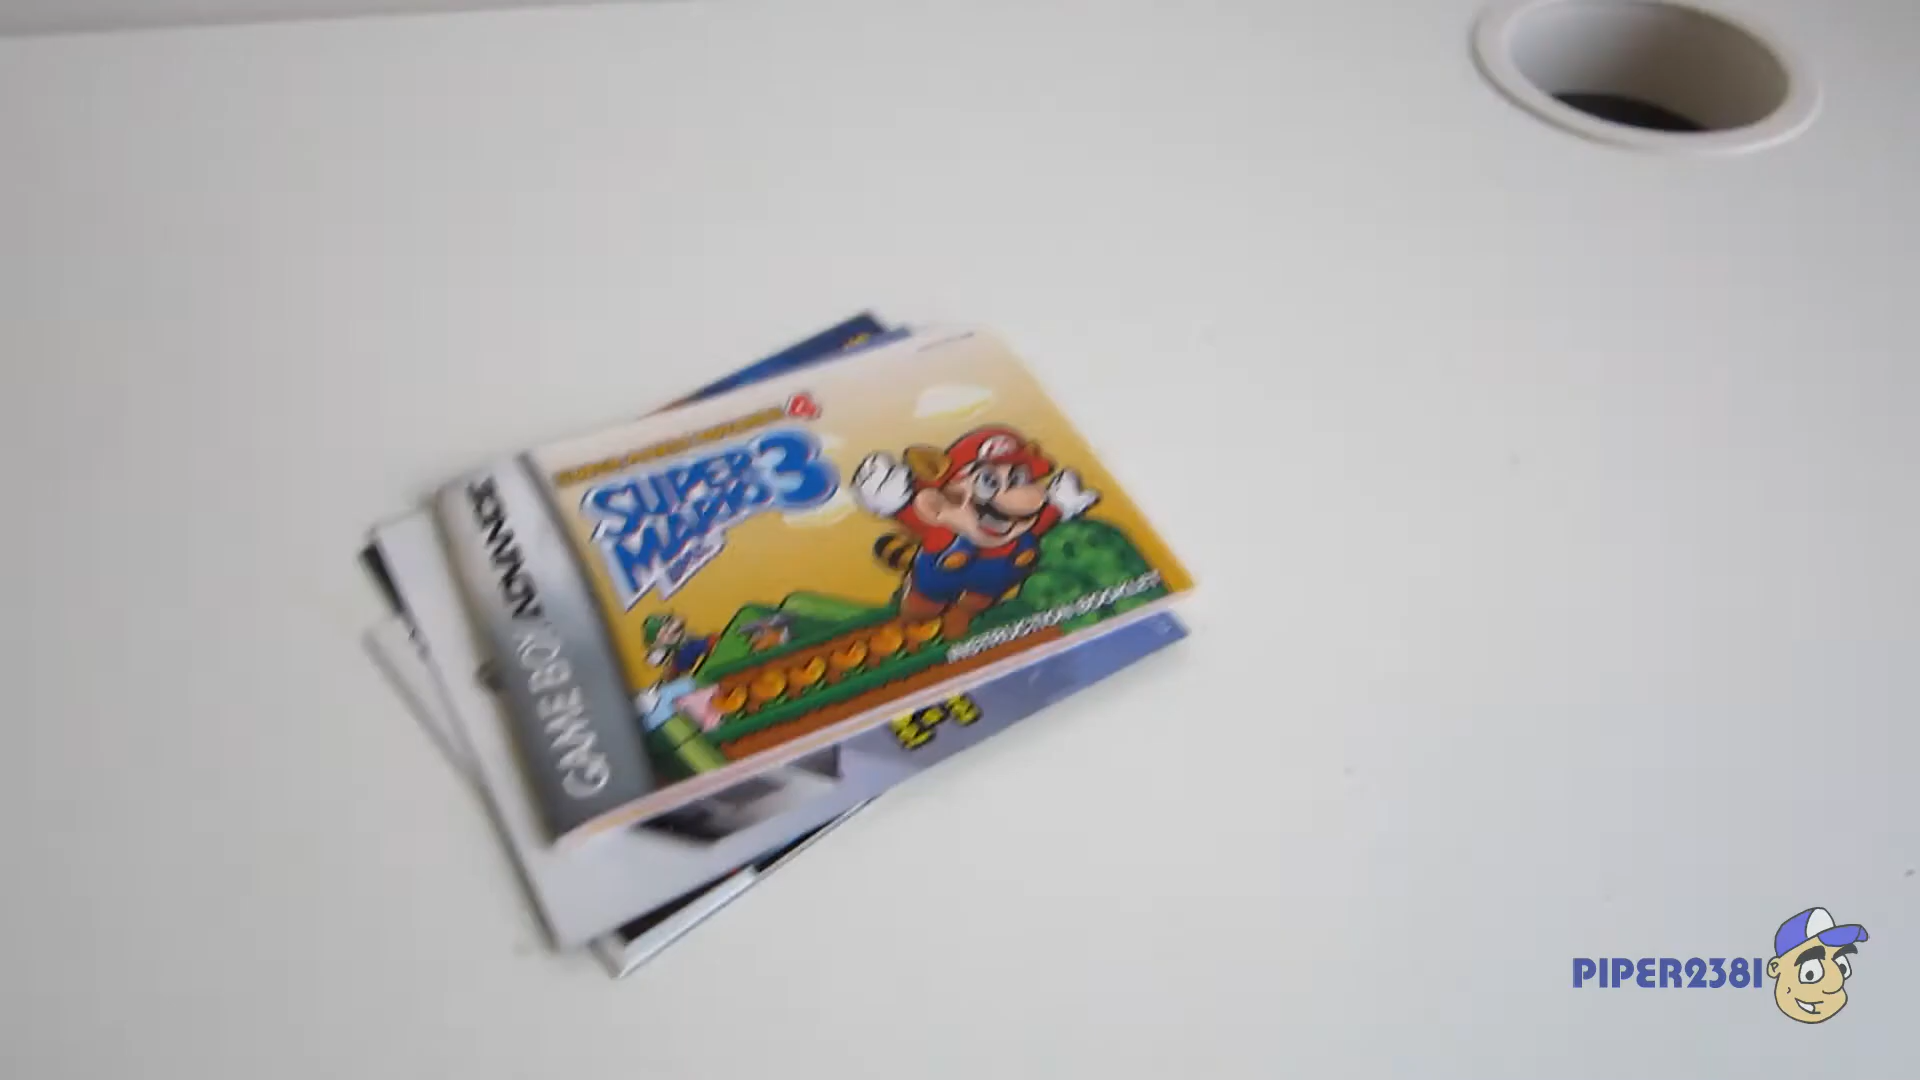 SUPER
MARIO 3
GAME BOY ADVANCE
INSTRUCTION BOOKLET
PIPER2381